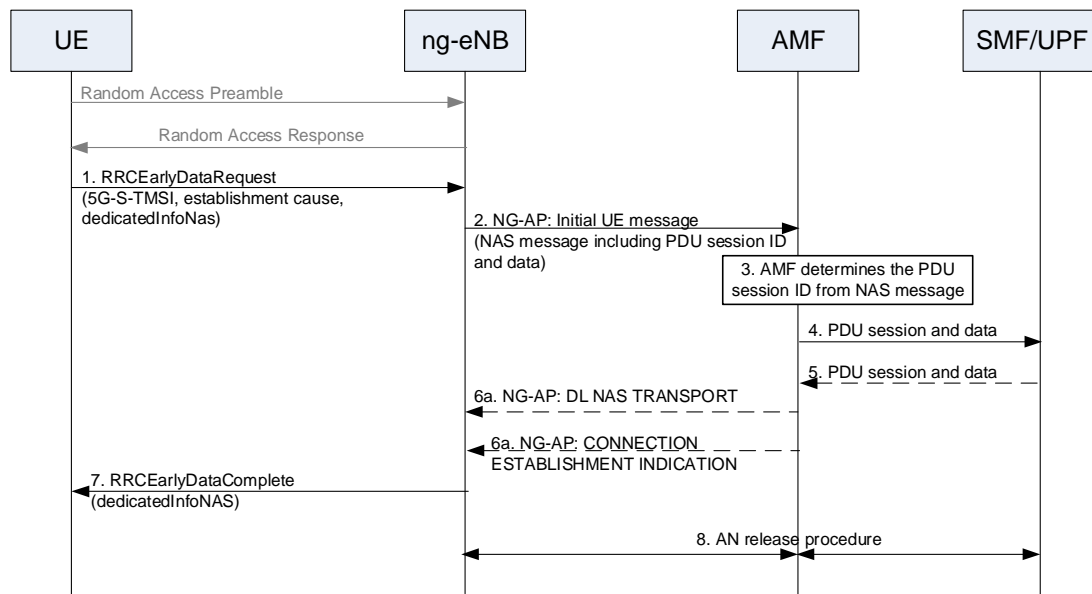 UE
ng-eNB
AMF
SMF/UPF
Random Access Preamble
Random Access Response
1. RRCEarlyDataRequest
(5G-S-TMSI, establishment cause,
dedicatedInfoNas)
2. NG-AP: Initial UE message
(NAS message including PDU session ID
and data)
3. AMF determines the PDU
session ID from NAS message
4. PDU session and data
5. PDU session and data
6a. NG-AP: DL NAS TRANSPORT
6a. NG-AP: CONNECTION
ESTABLISHMENT INDICATION
7. RRCEarlyDataComplete
(dedicatedInfoNAS)
8. AN release procedure